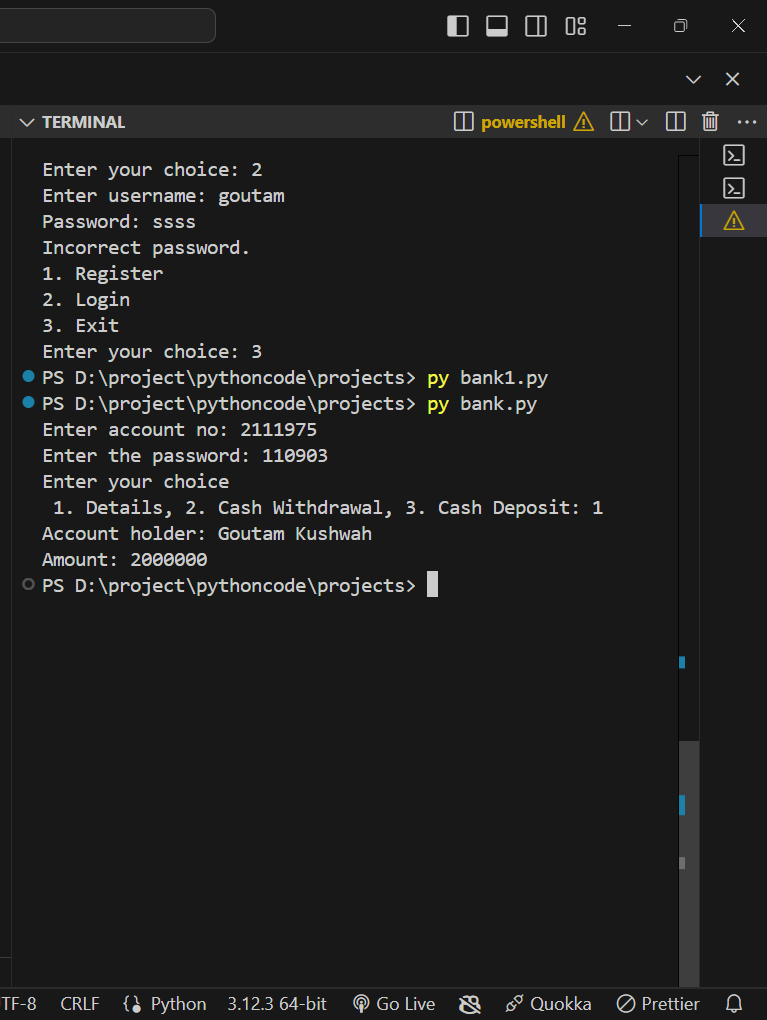 TERMINAL
powershell
Enter your choice: 2
Enter username: goutam
Password: ssss
Incorrect password.
1. Register
2. Login
3. Exit
Enter your choice: 3
PS D:\project\pythoncode\projects> py bank1.py
PS D:\project\pythoncode\projects> py bank.py
Enter account no: 2111975
Enter the password: 110903
Enter your choice
1. Details, 2. Cash Withdrawal, 3. Cash Deposit: 1
Account holder: Goutam Kushwah
Amount: 2000000
PS D:\project\pythoncode\projects>
TF-8 CRLF {} Python 3.12.3 64-bit Go Live Quokka Prettier